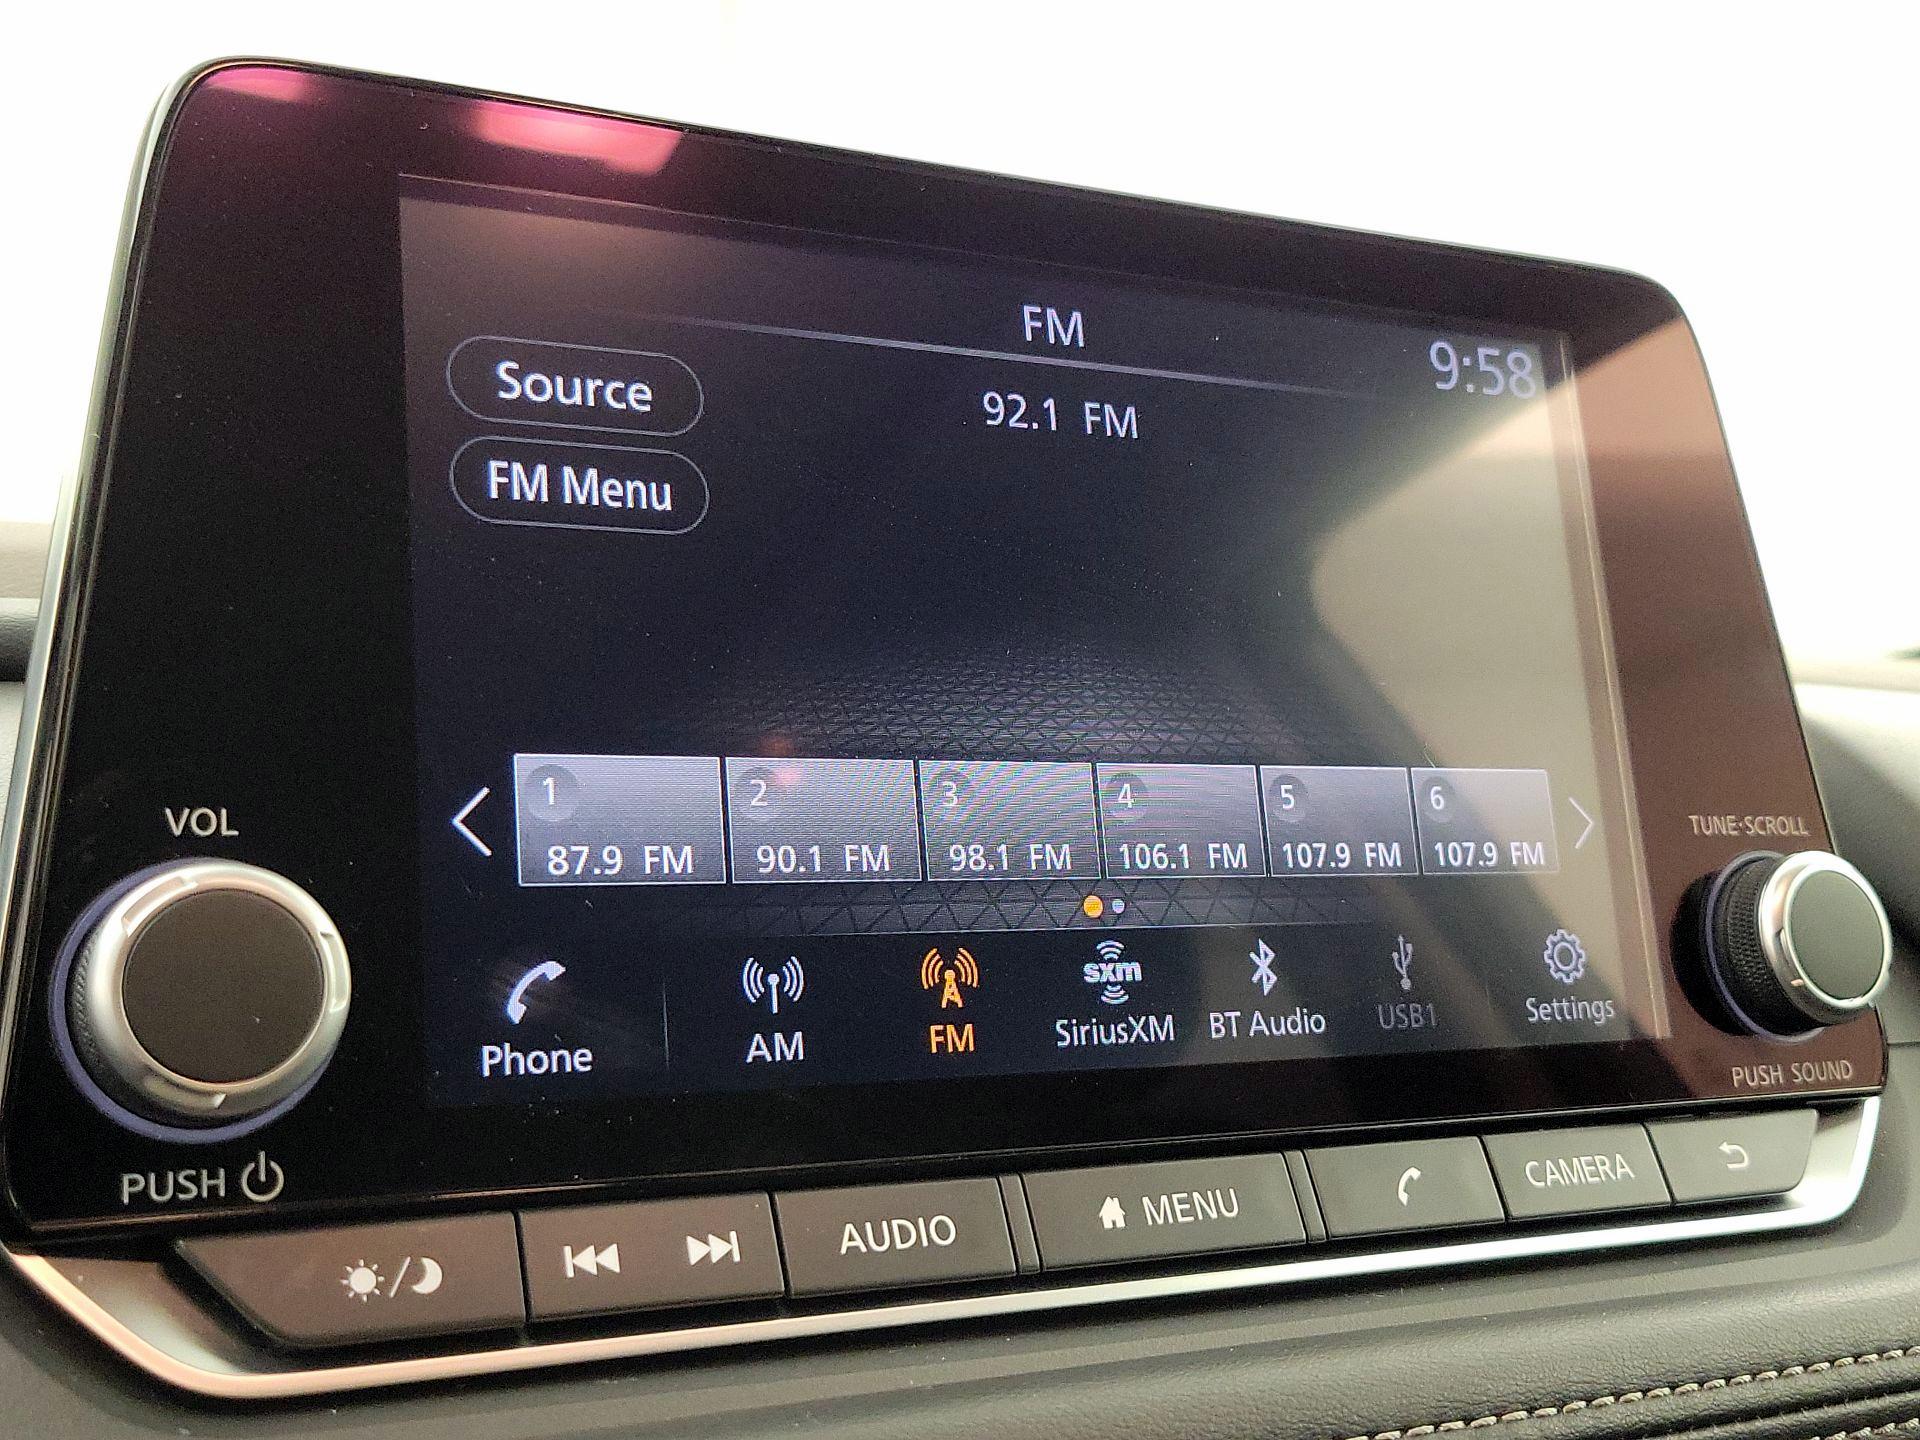 FM
9:58
Source
92.1 FM
FM Menu
1 2 3 4 5 6
87.9 FM 90.1 FM 98.1 FM 106.1 FM 107.9 FM 107.9 FM
VOL
TUNE·SCROLL
sxm
Phone AM FM SiriusXM BT Audio USB1 Settings
PUSH SOUND
PUSH
AUDIO MENU CAMERA